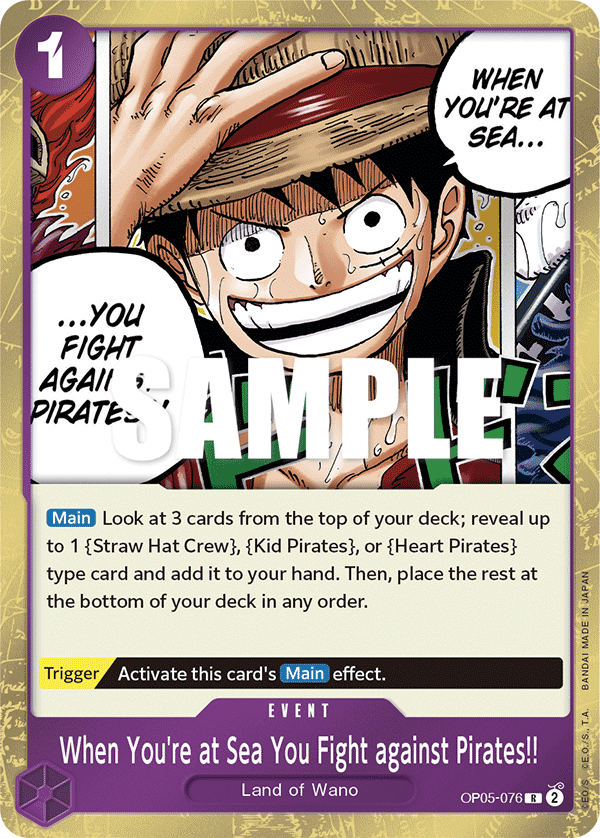 1
WHEN
YOU'RE AT
SEA...
...YOU
FIGHT
PIRATES
SAMPLE
Main Look at 3 cards from the top of your deck; reveal up
to 1 {Straw Hat Crew}, {Kid Pirates}, or {Heart Pirates}
type card and add it to your hand. Then, place the rest at
the bottom of your deck in any order.
Trigger Activate this card's Main effect.
EVENT
When You're at Sea You Fight against Pirates!!
Land of Wano
OP05-076 R 2
©E.O./S. ©E.O./S., T.A. BANDAI MADE IN JAPAN